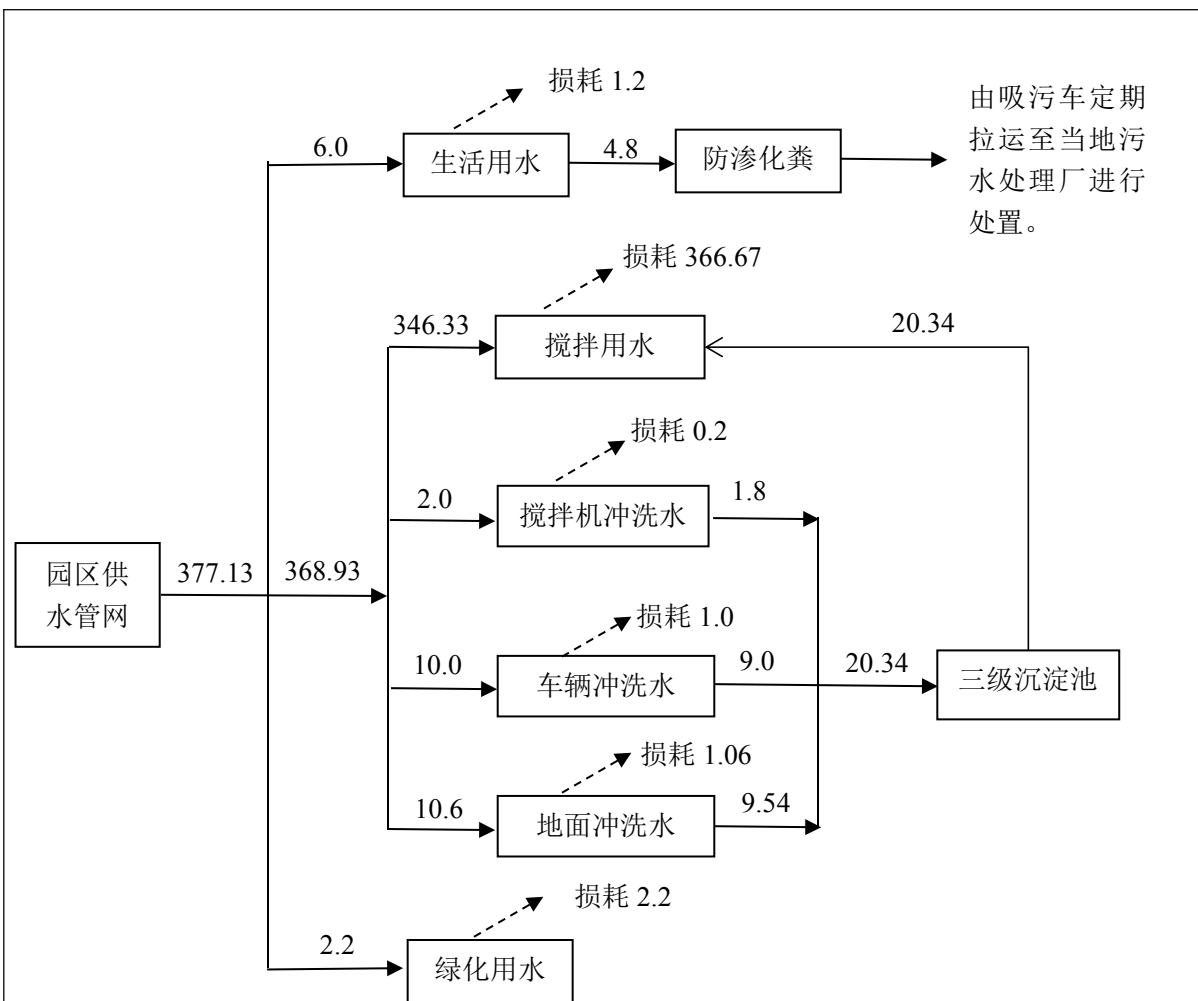 损耗 1.2
6.0
生活用水
4.8
防渗化粪
由吸污车定期
拉运至当地污
水处理厂进行
处置。
损耗 366.67
346.33
搅拌用水
20.34
损耗 0.2
2.0
搅拌机冲洗水
1.8
园区供
水管网
377.13
368.93
损耗 1.0
10.0
车辆冲洗水
9.0
20.34
三级沉淀池
损耗 1.06
10.6
地面冲洗水
9.54
损耗 2.2
2.2
绿化用水